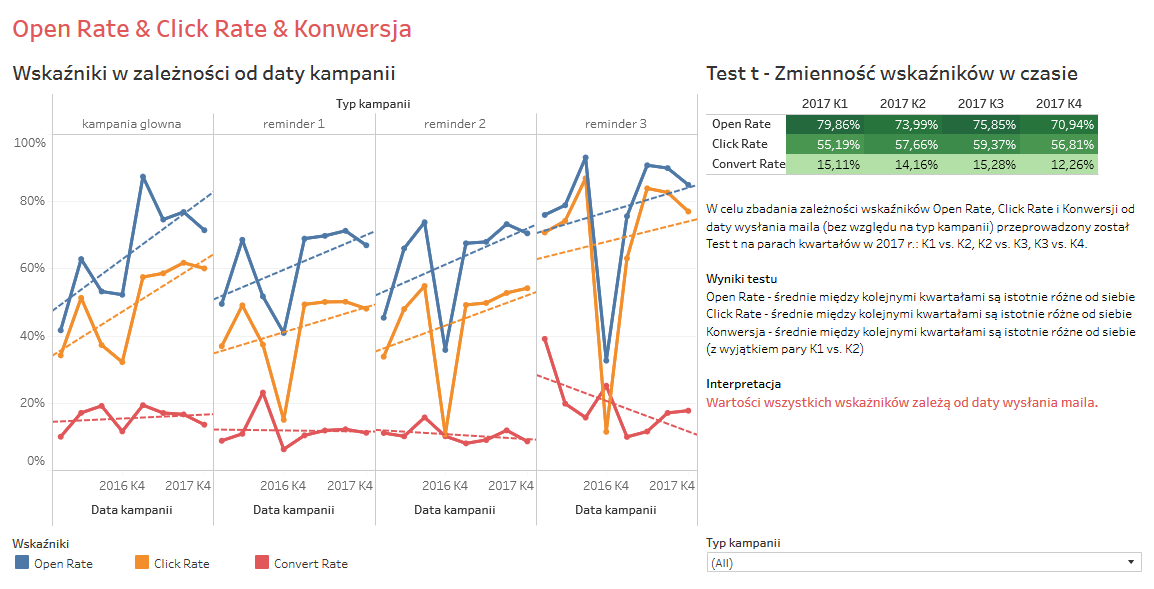 Open Rate & Click Rate & Konwersja
Wskaźniki w zależności od daty kampanii
Typ kampanii
kampania glowna
reminder 1
reminder 2
reminder 3
100%
80%
60%
40%
20%
0%
2016 K4 2017 K4
2016 K4 2017 K4
2016 K4 2017 K4
2016 K4 2017 K4
Data kampanii
Data kampanii
Data kampanii
Data kampanii
Wskaźniki
Open Rate
Click Rate
Convert Rate
Test t - Zmienność wskaźników w czasie
2017 K1 2017 K2 2017 K3 2017 K4
Open Rate 79,86% 73,99% 75,85% 70,94%
Click Rate 55,19% 57,66% 59,37% 56,81%
Convert Rate 15,11% 14,16% 15,28% 12,26%
W celu zbadania zależności wskaźników Open Rate, Click Rate i Konwersji od
daty wysłania maila (bez względu na typ kampanii) przeprowadzony został
Test t na parach kwartałów w 2017 r.: K1 vs. K2, K2 vs. K3, K3 vs. K4.
Wyniki testu
Open Rate - średnie między kolejnymi kwartałami są istotnie różne od siebie
Click Rate - średnie między kolejnymi kwartałami są istotnie różne od siebie
Konwersja - średnie między kolejnymi kwartałami są istotnie różne od siebie
(z wyjątkiem pary K1 vs. K2)
Interpretacja
Wartości wszystkich wskaźników zależą od daty wysłania maila.
Typ kampanii
(All)